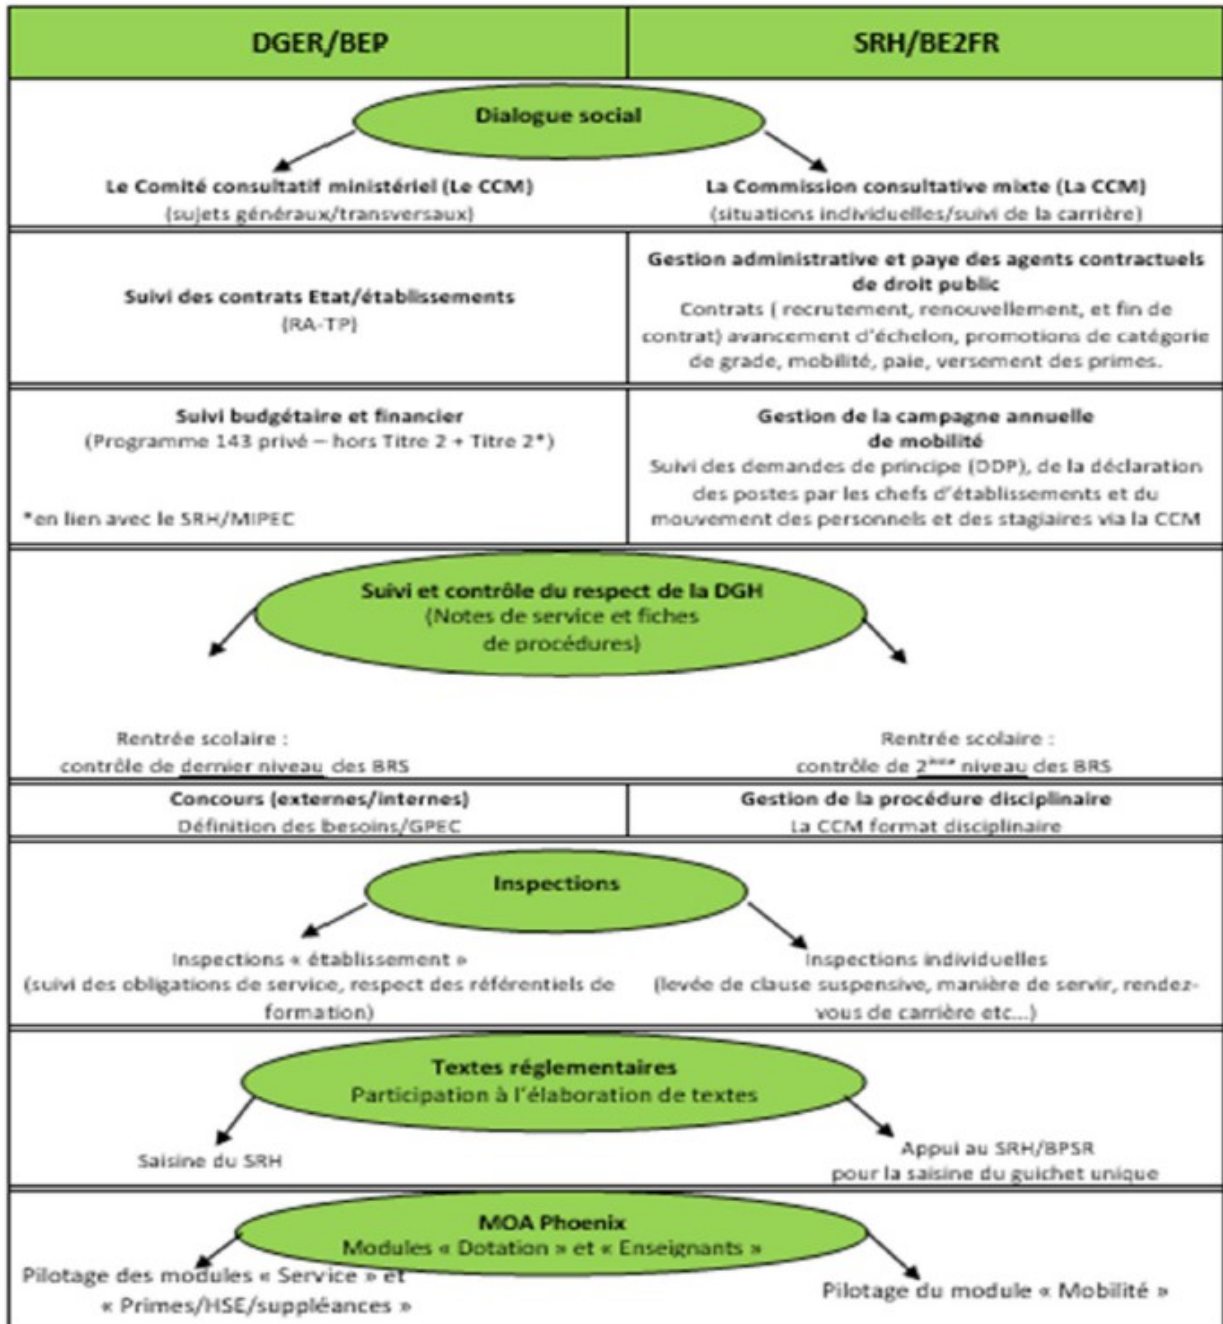 DGER/BEP
SRH/BE2FR
Dialogue social
Le Comité consultatif ministériel (Le CCM)
(sujets généraux/transversaux)
La Commission consultative mixte (La CCM)
(situations individuelles/suivi de la carrière)
Suivi des contrats Etat/établissements
(RA-TP)
Gestion administrative et paye des agents contractuels
de droit public
Contrats ( recrutement, renouvellement, et fin de
contrat) avancement d'échelon, promotions de catégorie
de grade, mobilité, paie, versement des primes.
Suivi budgétaire et financier
(Programme 143 privé – hors Titre 2 + Titre 2*)
*en lien avec le SRH/MIPEC
Gestion de la campagne annuelle
de mobilité
Suivi des demandes de principe (DDP), de la déclaration
des postes par les chefs d'établissements et du
mouvement des personnels et des stagiaires via la CCM
Suivi et contrôle du respect de la DGH
(Notes de service et fiches
de procédures)
Rentrée scolaire :
contrôle de dernier niveau des BRS
Rentrée scolaire :
contrôle de 2ème niveau des BRS
Concours (externes/internes)
Définition des besoins/GPEC
Gestion de la procédure disciplinaire
La CCM format disciplinaire
Inspections
Inspections « établissement »
(suivi des obligations de service, respect des référentiels de
formation)
Inspections individuelles
(levée de clause suspensive, manière de servir, rendez-
vous de carrière etc...)
Textes réglementaires
Participation à l'élaboration de textes
Saisine du SRH
Appui au SRH/BPSR
pour la saisine du guichet unique
MOA Phoenix
Modules « Dotation » et « Enseignants »
Pilotage des modules « Service » et
« Primes/HSE/suppléances »
Pilotage du module « Mobilité »